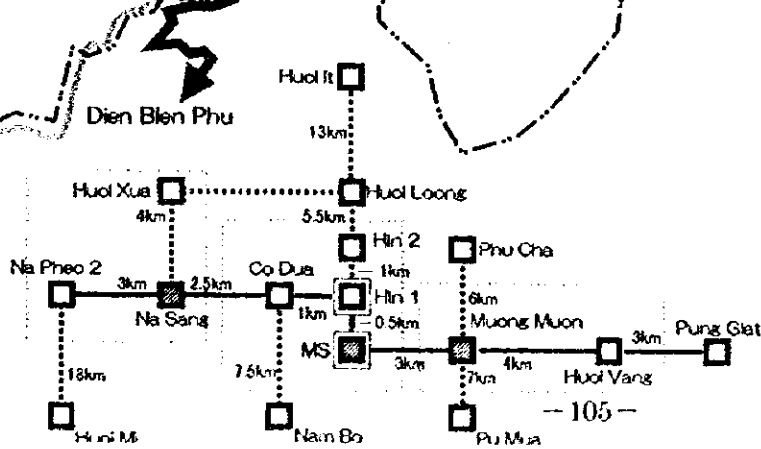 Huoi It
Dien Bien Phu
13km
Huoi Xua
Huoi Loong
4km
5.5km
Hin 2
Phu Cha
Na Pheo 2
Co Dua
1km
3km
2.5km
Hin 1
6km
1km
Na Sang
0.5km
Muong Muon
Pung Giat
MS
3km
3km
4km
18km
7.5km
7km
Huoi Vang
-105-
Huoi Mi
Nam Bo
Pu Mua